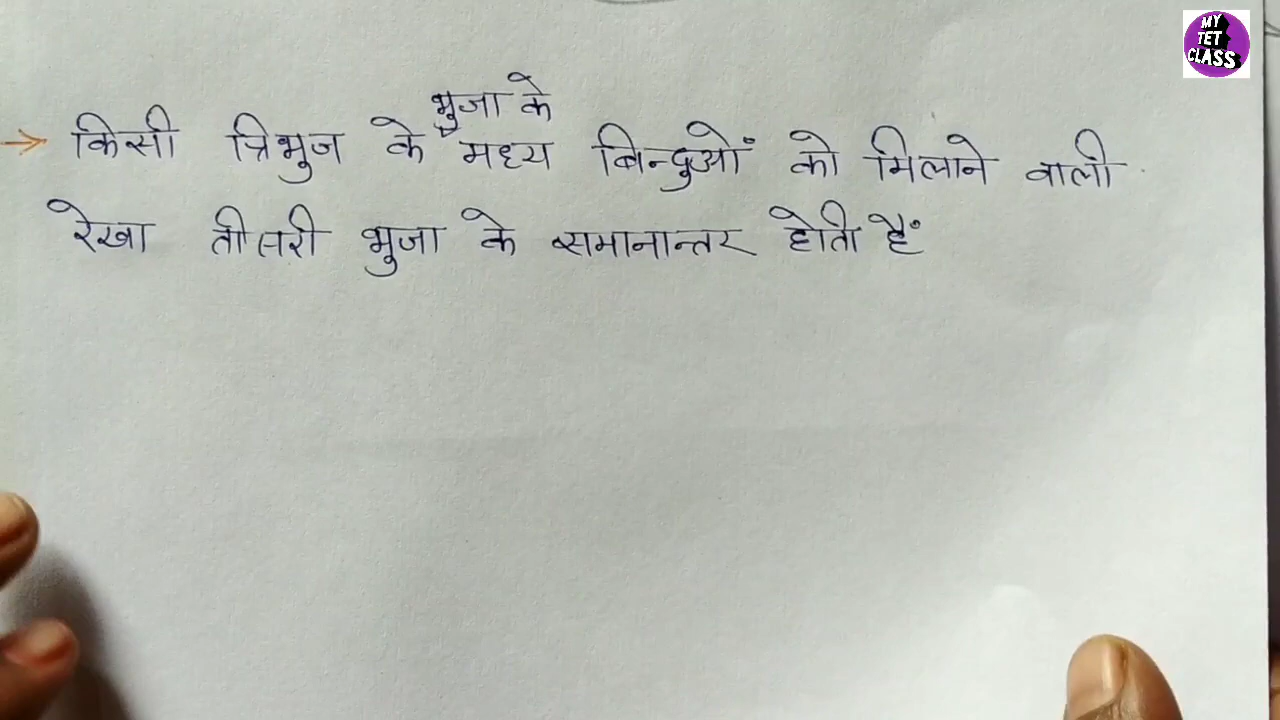 भुजा के
→ किसी त्रिभुज के मध्य बिन्दुओं को मिलाने वाली
रेखा तीसरी भुजा के समानान्तर होती हैं
MY
TET
CLASS